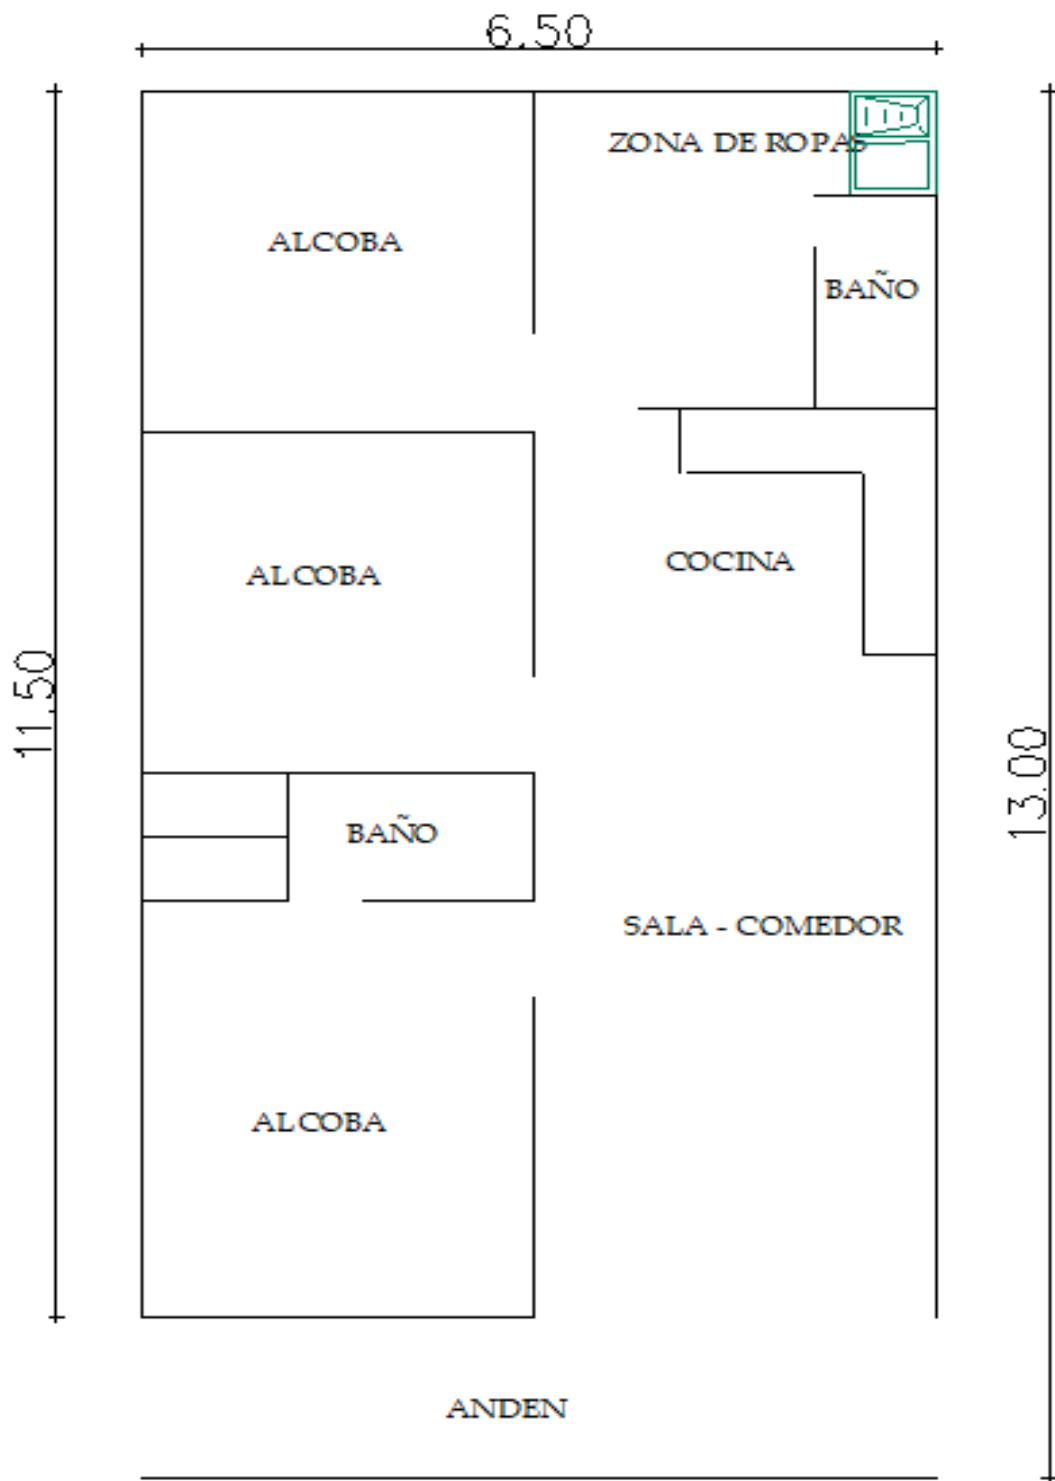 6.50
ZONA DE ROPAS
ALCOBA
BAÑO
COCINA
ALCOBA
11.50
13.00
BAÑO
SALA - COMEDOR
ALCOBA
ANDEN